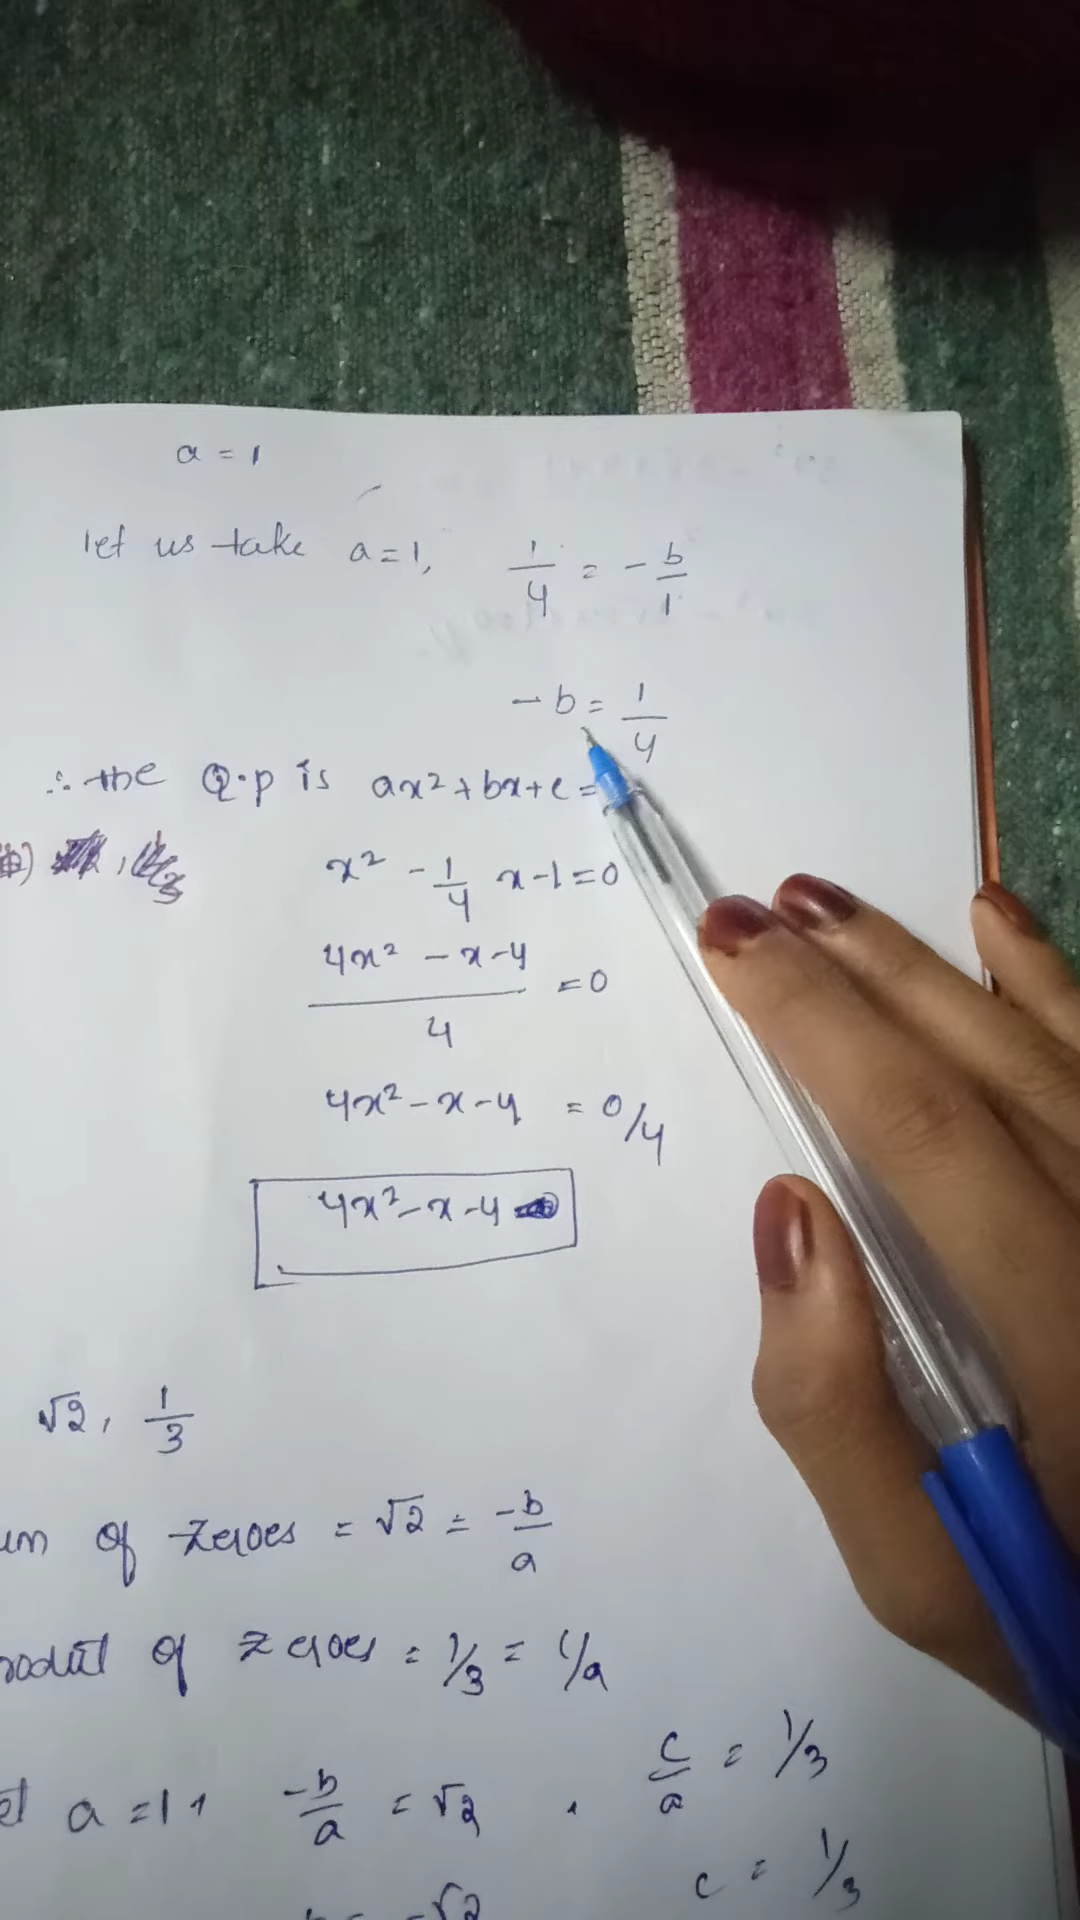 a = 1
let us take a=1, 1/4 = -b/1
-b = 1/4
∴ the Q.p is ax² + bx + c =
x² - 1/4 x - 1 = 0
4x² - x - 4 / 4 = 0
4x² - x - 4 = 0/4
4x² - x - 4
√2, 1/3
of zeroes = √2 = -b/a
of zeroes = 1/3 = c/a
a = 1, -b/a = √2, c/a = 1/3
-√2 c = 1/3